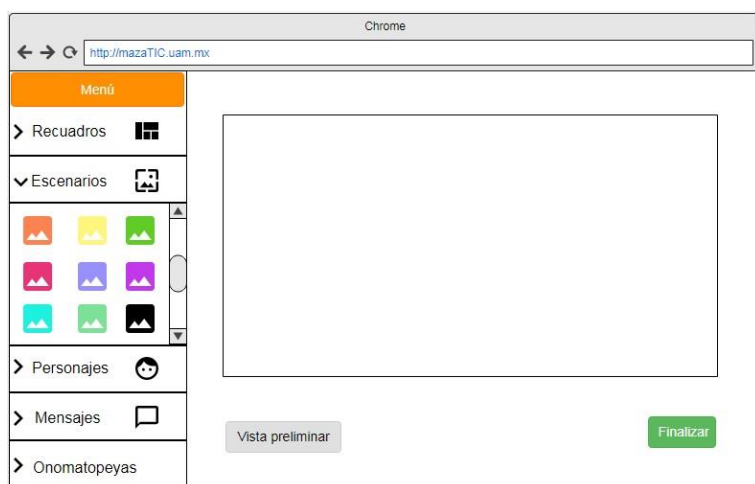 Chrome
http://mazaTIC.uam.mx
Menú
Recuadros
Escenarios
Personajes
Mensajes
Onomatopeyas
Vista preliminar
Finalizar